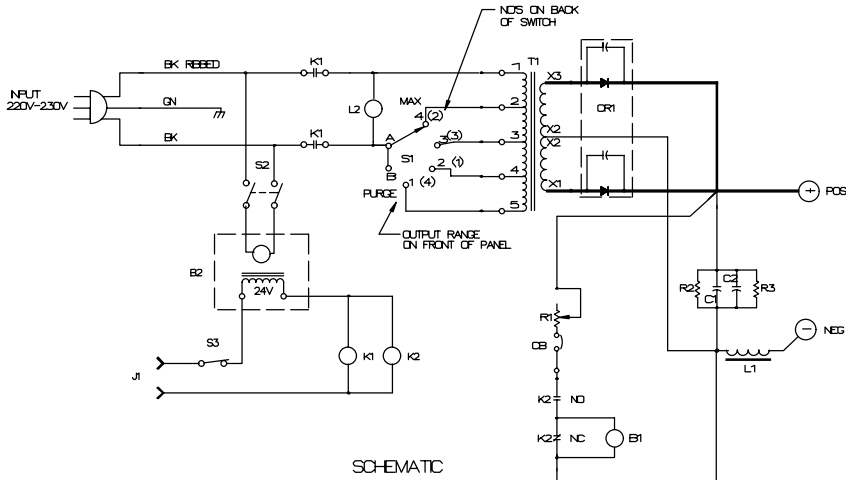 NO'S ON BACK
OF SWITCH
BK RIBBED
K1
T1
X3
INPUT
220V-230V
GN
L2
MAX
4 (2)
1
2
CR1
BK
K1
A
3 (3)
3
X2
X2
S2
S1
B
2 (1)
4
PURGE
1 (4)
5
X1
+
POS
OUTPUT RANGE
ON FRONT OF PANEL
B2
24V
R2
C1
C2
R3
R1
NEG
S3
K1
K2
CB
J1
L1
K2
NO
K2
NC
B1
SCHEMATIC